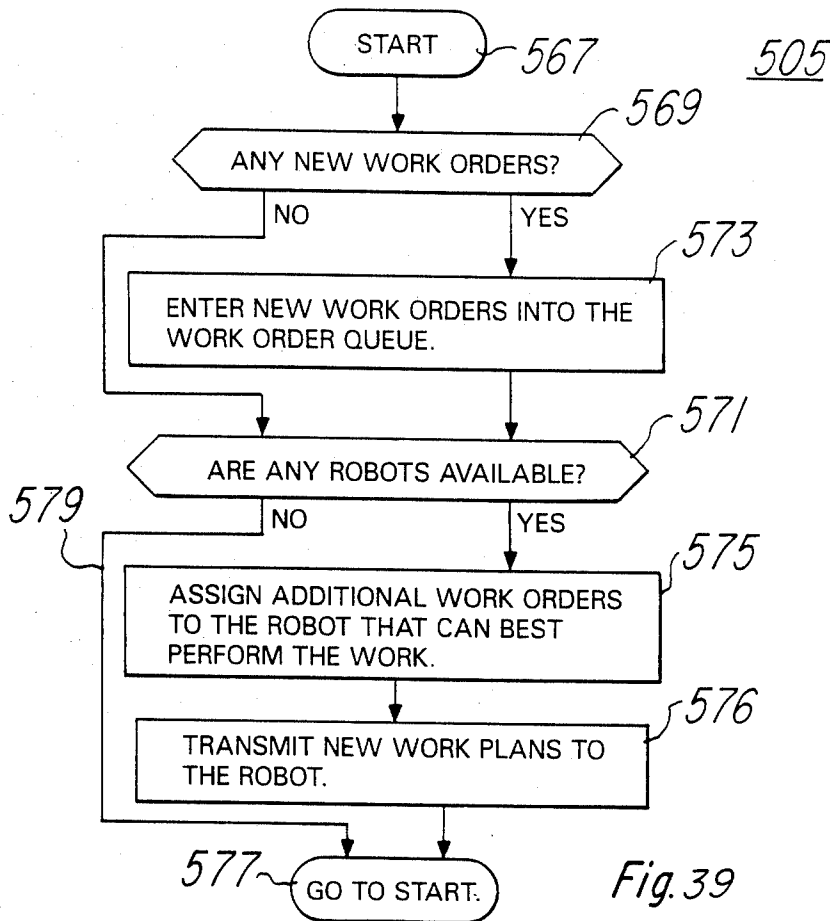 START
567
505
569
ANY NEW WORK ORDERS?
NO
YES
573
ENTER NEW WORK ORDERS INTO THE
WORK ORDER QUEUE.
571
ARE ANY ROBOTS AVAILABLE?
579
NO
YES
575
ASSIGN ADDITIONAL WORK ORDERS
TO THE ROBOT THAT CAN BEST
PERFORM THE WORK.
576
TRANSMIT NEW WORK PLANS TO
THE ROBOT.
577
GO TO START.
Fig. 39